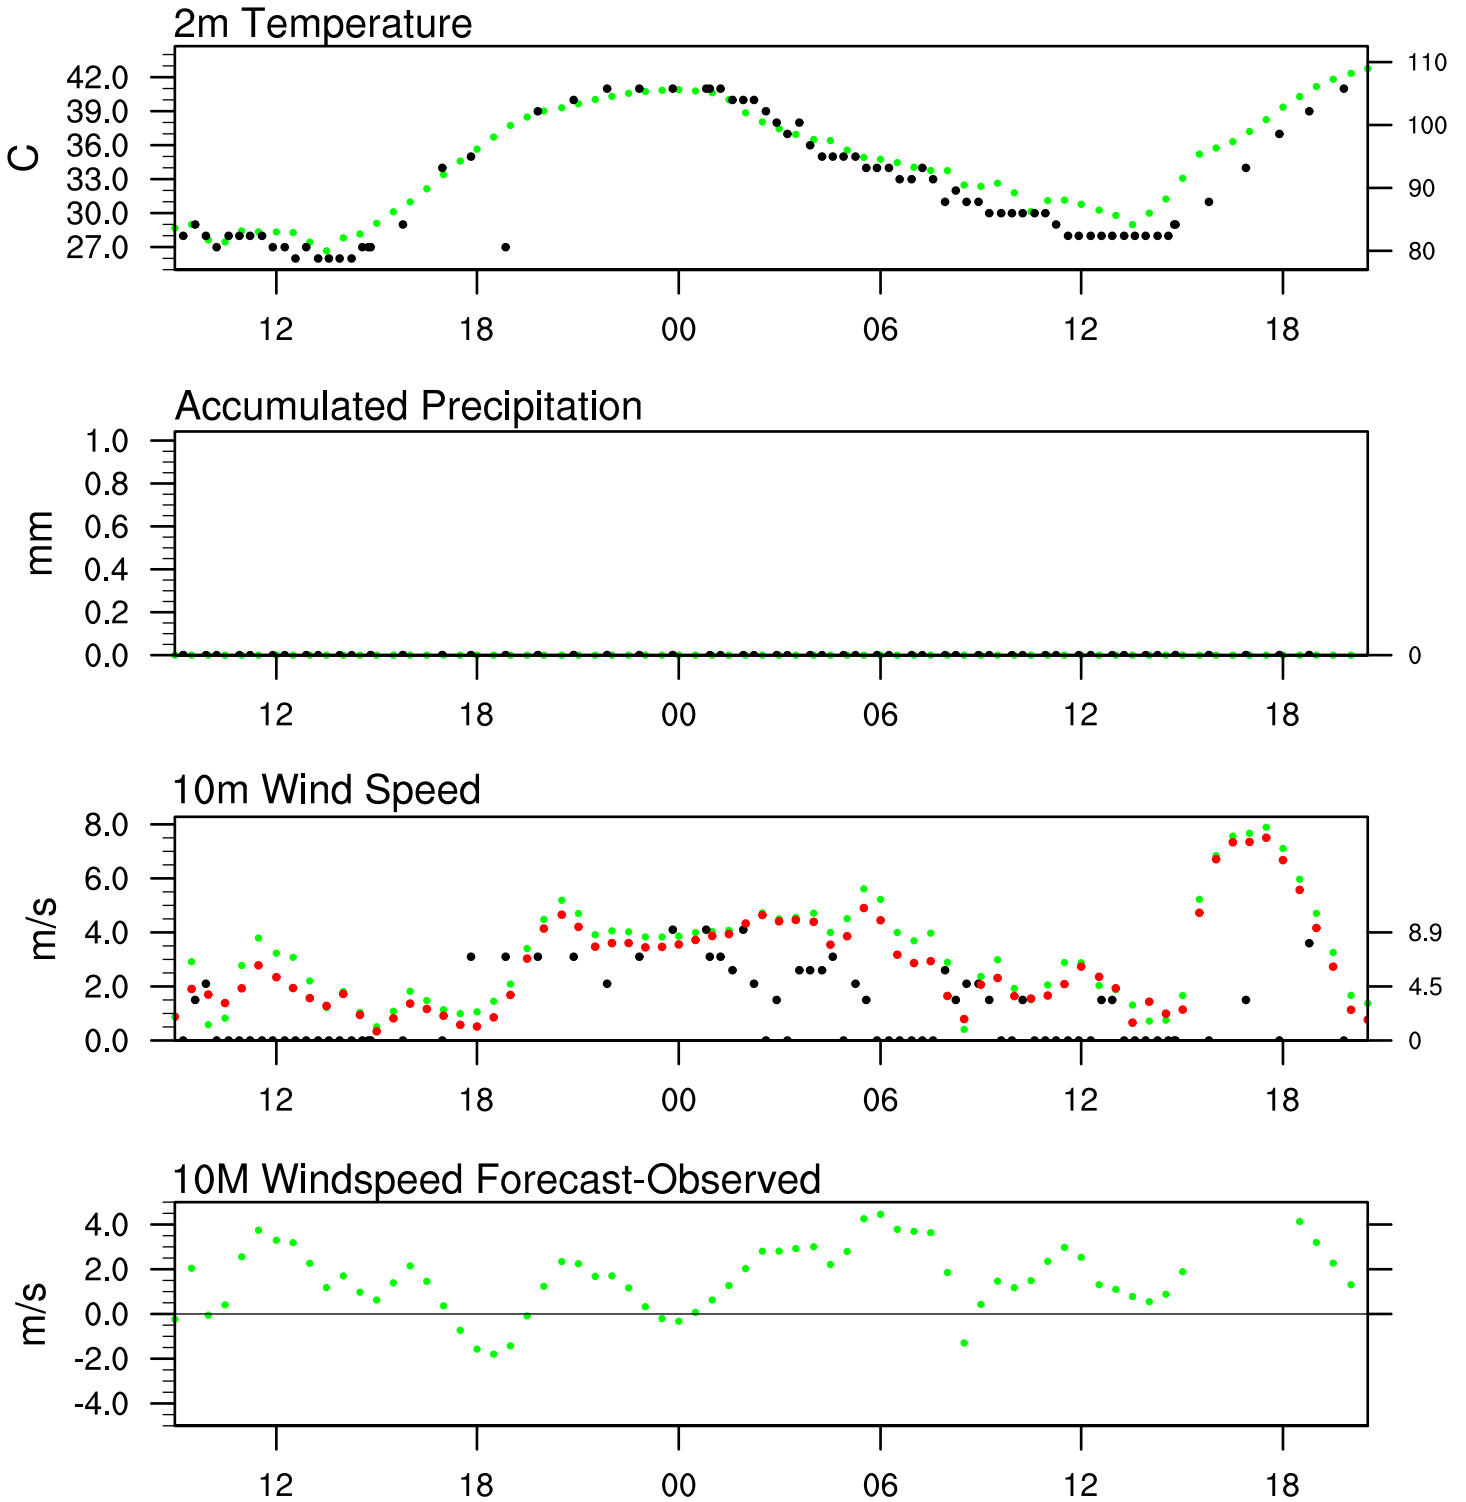 2m Temperature
42.0
39.0
36.0
33.0
30.0
27.0
C
110
100
90
80
12 18 00 06 12 18
Accumulated Precipitation
1.0
0.8
0.6
0.4
0.2
0.0
mm
0
12 18 00 06 12 18
10m Wind Speed
8.0
6.0
4.0
2.0
0.0
m/s
8.9
4.5
0
12 18 00 06 12 18
10M Windspeed Forecast-Observed
4.0
2.0
0.0
-2.0
-4.0
m/s
12 18 00 06 12 18